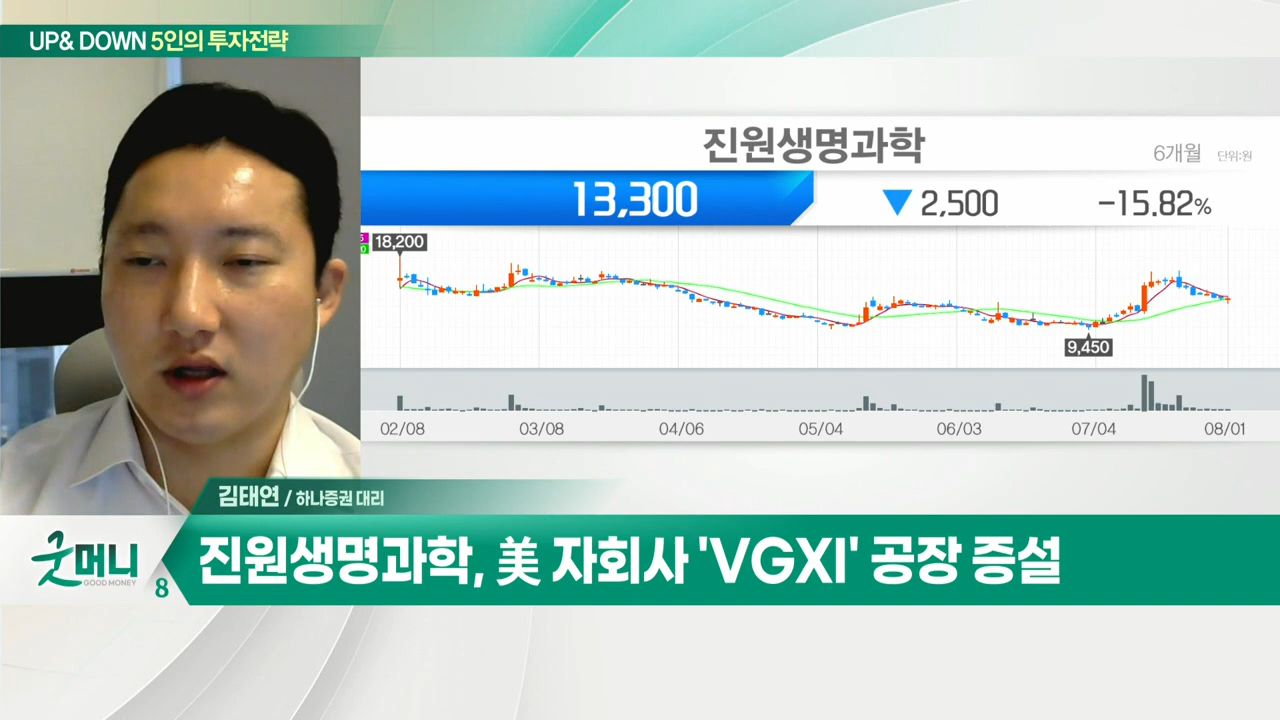 UP& DOWN 5인의 투자전략
진원생명과학
6개월 단위:원
13,300 ▼ 2,500 -15.82%
18,200
9,450
02/08 03/08 04/06 05/04 06/03 07/04 08/01
김태연 / 하나증권 대리
굿머니
GOOD MONEY
8
진원생명과학, 美 자회사 'VGXI' 공장 증설